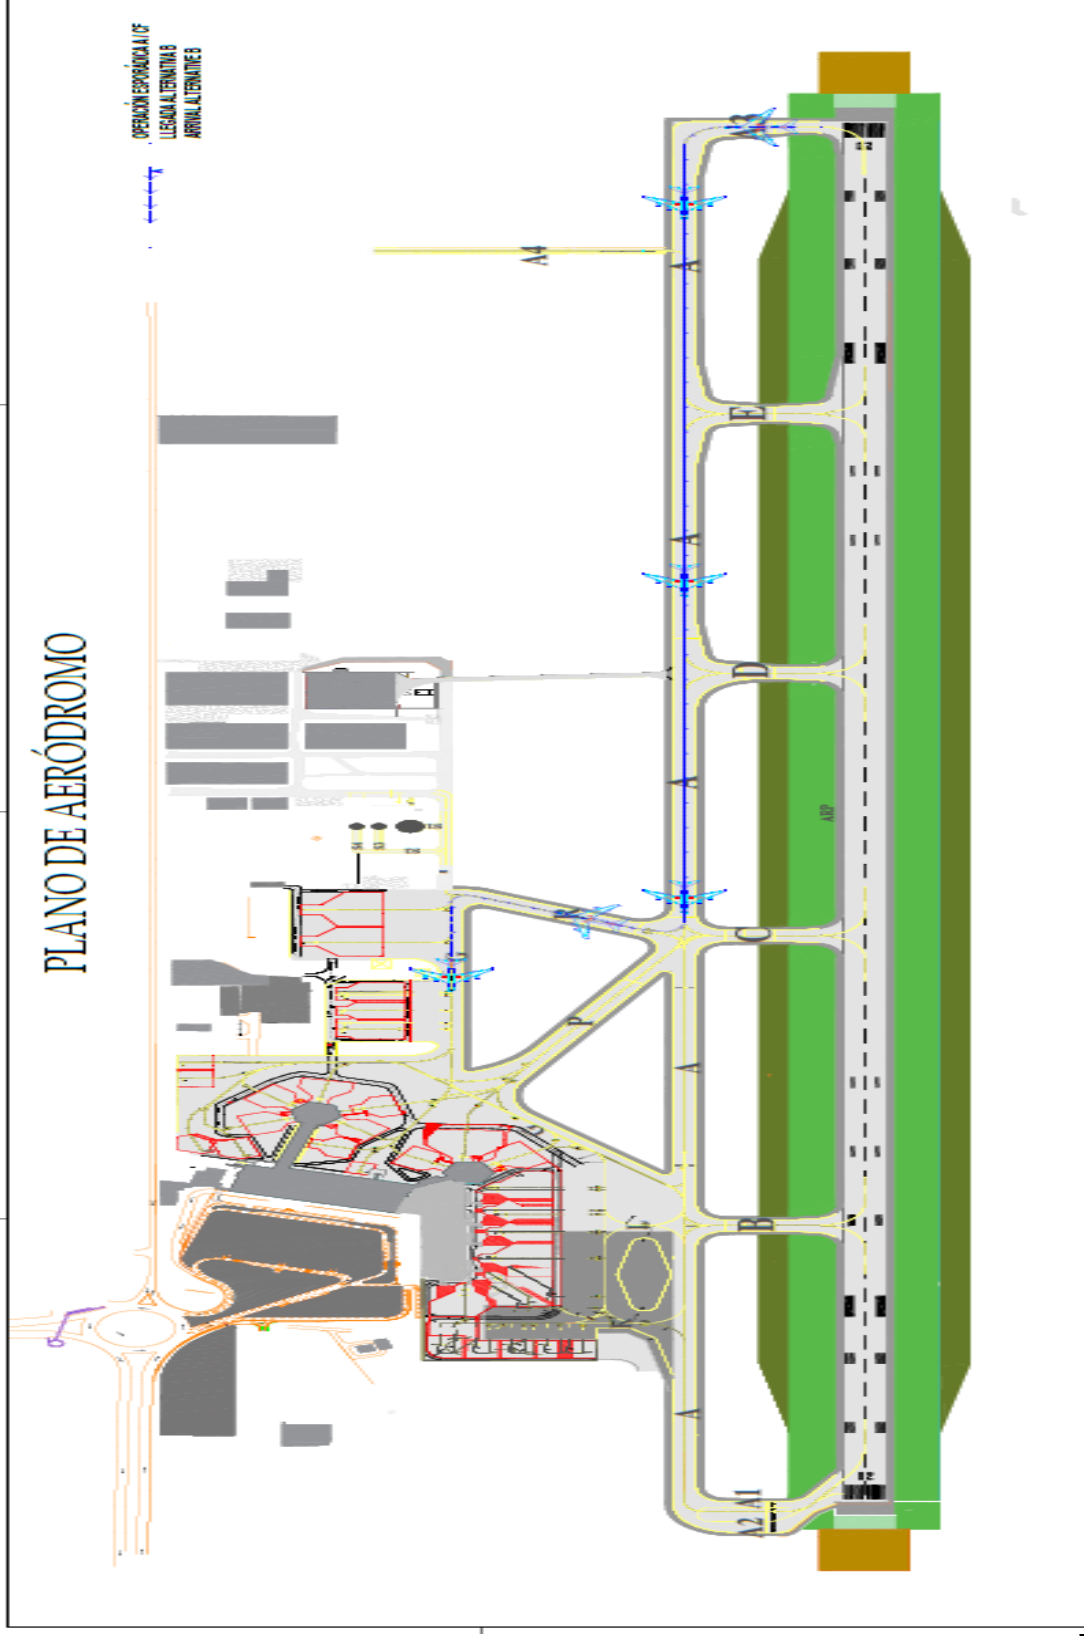 PLANO DE AERÓDROMO
OPERACIÓN ESPORÁDICA A / CF
LLEGADA ALTERNATIVA B
ARRIVAL ALTERNATIVE B
A3
A4
A
E
A
D
A
ARP
R
C
P
A
B
A
A1
A2